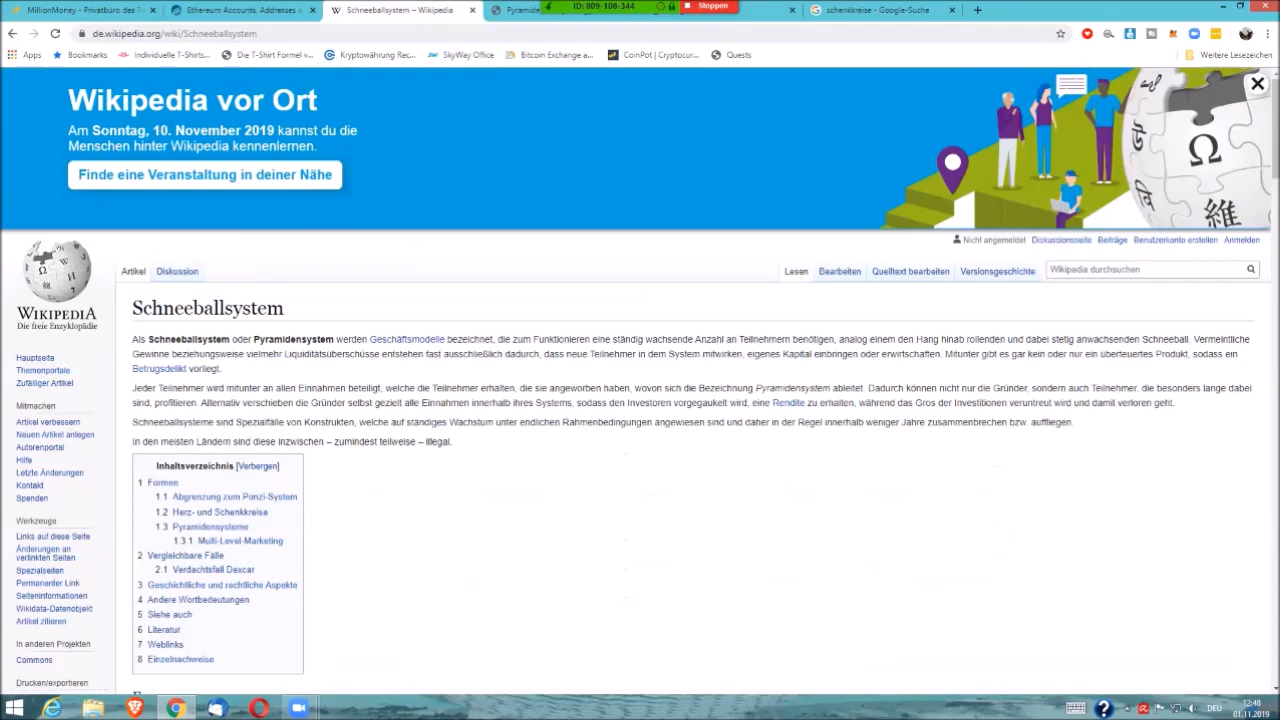 MillionMoney - Privatbüro des T
Ethereum Accounts, Addresses
Schneeballsystem – Wikipedia
Pyramide
ID: 809-108-344
Stoppen
schenkkreise - Google-Suche
de.wikipedia.org/wiki/Schneeballsystem
Apps
Bookmarks
Individuelle T-Shirts...
Die T-Shirt Formel v...
Kryptowährung Rec...
SkyWay Office
Bitcoin Exchange a...
CoinPot | Cryptocur...
Quests
Weitere Lesezeichen
Wikipedia vor Ort
Am Sonntag, 10. November 2019 kannst du die
Menschen hinter Wikipedia kennenlernen.
Finde eine Veranstaltung in deiner Nähe
Ω
維
Nicht angemeldet Diskussionsseite Beiträge Benutzerkonto erstellen Anmelden
Artikel Diskussion
Lesen Bearbeiten Quelltext bearbeiten Versionsgeschichte
Wikipedia durchsuchen
WIKIPEDIA
Die freie Enzyklopädie
Hauptseite
Themenportale
Zufälliger Artikel
Mitmachen
Artikel verbessern
Neuen Artikel anlegen
Autorenportal
Hilfe
Letzte Änderungen
Kontakt
Spenden
Werkzeuge
Links auf diese Seite
Änderungen an
verlinkten Seiten
Spezialseiten
Permanenter Link
Seiteninformationen
Wikidata-Datenobjekt
Artikel zitieren
In anderen Projekten
Commons
Drucken/exportieren
Schneeballsystem
Als Schneeballsystem oder Pyramidensystem werden Geschäftsmodelle bezeichnet, die zum Funktionieren eine ständig wachsende Anzahl an Teilnehmern benötigen, analog einem den Hang hinab rollenden und dabei stetig anwachsenden Schneeball. Vermeintliche
Gewinne beziehungsweise vielmehr Liquiditätsüberschüsse entstehen fast ausschließlich dadurch, dass neue Teilnehmer in dem System mitwirken, eigenes Kapital einbringen oder erwirtschaften. Mitunter gibt es gar kein oder nur ein überteuertes Produkt, sodass ein
Betrugsdelikt vorliegt.
Jeder Teilnehmer wird mitunter an allen Einnahmen beteiligt, welche die Teilnehmer erhalten, die sie angeworben haben, wovon sich die Bezeichnung Pyramidensystem ableitet. Dadurch können nicht nur die Gründer, sondern auch Teilnehmer, die besonders lange dabei
sind, profitieren. Alternativ verschieben die Gründer selbst gezielt alle Einnahmen innerhalb ihres Systems, sodass den Investoren vorgegaukelt wird, eine Rendite zu erhalten, während das Gros der Investitionen veruntreut wird und damit verloren geht.
Schneeballsysteme sind Spezialfälle von Konstrukten, welche auf ständiges Wachstum unter endlichen Rahmenbedingungen angewiesen sind und daher in der Regel innerhalb weniger Jahre zusammenbrechen bzw. auffliegen.
In den meisten Ländern sind diese inzwischen – zumindest teilweise – illegal.
Inhaltsverzeichnis [Verbergen]
1 Formen
1.1 Abgrenzung zum Ponzi-System
1.2 Herz- und Schenkkreise
1.3 Pyramidensysteme
1.3.1 Multi-Level-Marketing
2 Vergleichbare Fälle
2.1 Verdachtsfall Dexcar
3 Geschichtliche und rechtliche Aspekte
4 Andere Wortbedeutungen
5 Siehe auch
6 Literatur
7 Weblinks
8 Einzelnachweise
DEU
12:48
01.11.2019